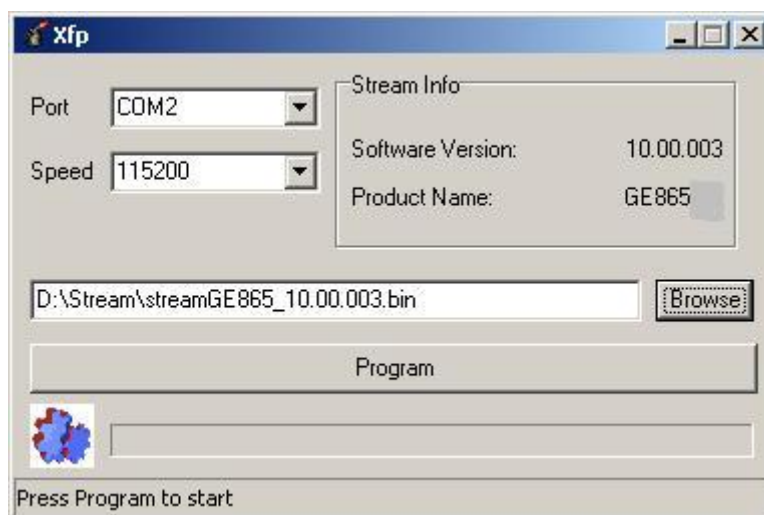 Xfp
Port COM2
Speed 115200
Stream Info
Software Version: 10.00.003
Product Name: GE865
D:\Stream\streamGE865_10.00.003.bin Browse
Program
Press Program to start